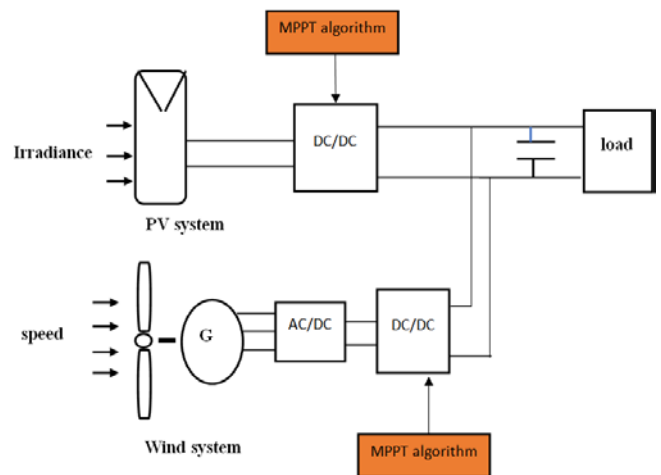 MPPT algorithm
DC/DC
load
Irradiance
PV system
speed
G
AC/DC
DC/DC
Wind system
MPPT algorithm